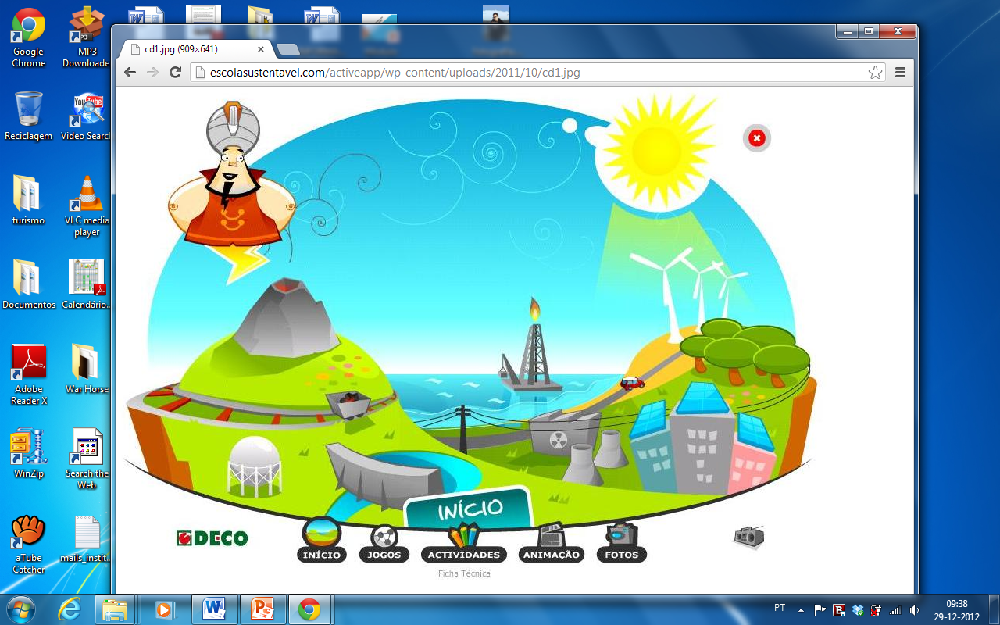 cd1.jpg (909×641)
escolasustentavel.com/activeapp/wp-content/uploads/2011/10/cd1.jpg
Google
Chrome
MP3
Downloade
Reciclagem
Video Searc
turismo
VLC media
player
Documentos
Calendário...
Adobe
Reader X
War Horse
WinZip
Search the
Web
aTube
Catcher
mails_instit...
INÍCIO
DECO
INÍCIO
JOGOS
ACTIVIDADES
ANIMAÇÃO
FOTOS
Ficha Técnica
PT
09:38
29-12-2012